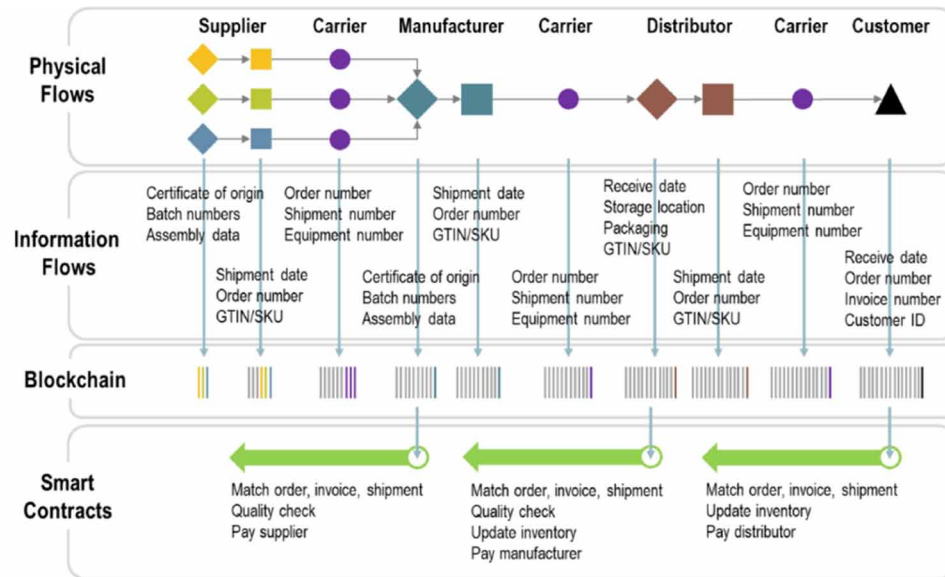 Supplier
Carrier
Manufacturer
Carrier
Distributor
Carrier
Customer
Physical
Flows
Information
Flows
Certificate of origin
Batch numbers
Assembly data
Shipment date
Order number
GTIN/SKU
Order number
Shipment number
Equipment number
Certificate of origin
Batch numbers
Assembly data
Shipment date
Order number
GTIN/SKU
Order number
Shipment number
Equipment number
Receive date
Storage location
Packaging
GTIN/SKU
Shipment date
Order number
GTIN/SKU
Order number
Shipment number
Equipment number
Receive date
Order number
Invoice number
Customer ID
Blockchain
Smart
Contracts
Match order, invoice, shipment
Quality check
Pay supplier
Match order, invoice, shipment
Quality check
Update inventory
Pay manufacturer
Match order, invoice, shipment
Update inventory
Pay distributor